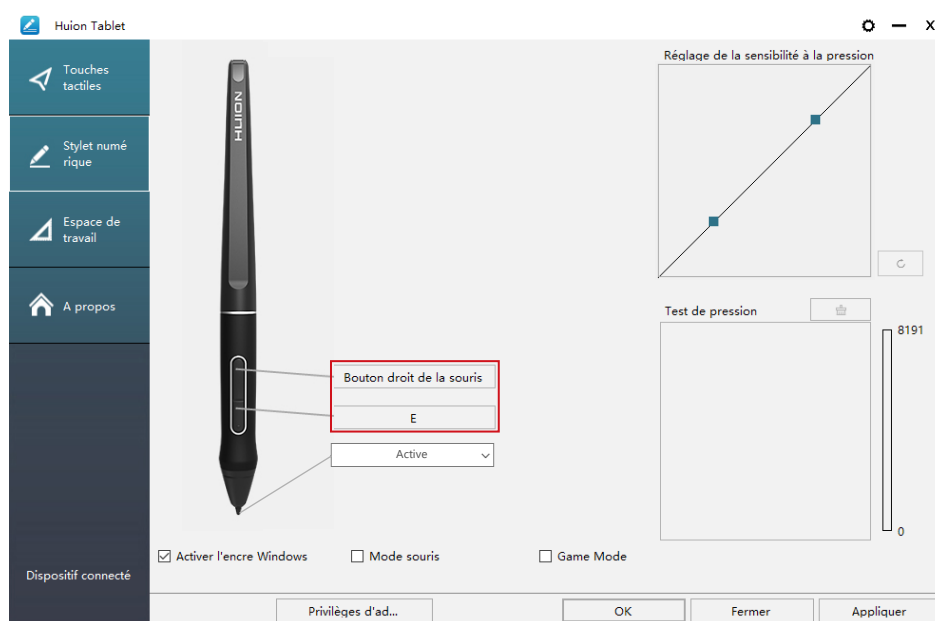 Huion Tablet
X
Touches
tactiles
Stylet numé
rique
Espace de
travail
A propos
Dispositif connecté
HUION
Bouton droit de la souris
E
Active
Réglage de la sensibilité à la pression
Test de pression
8191
0
Activer l'encre Windows
Mode souris
Game Mode
Privilèges d'ad...
OK
Fermer
Appliquer